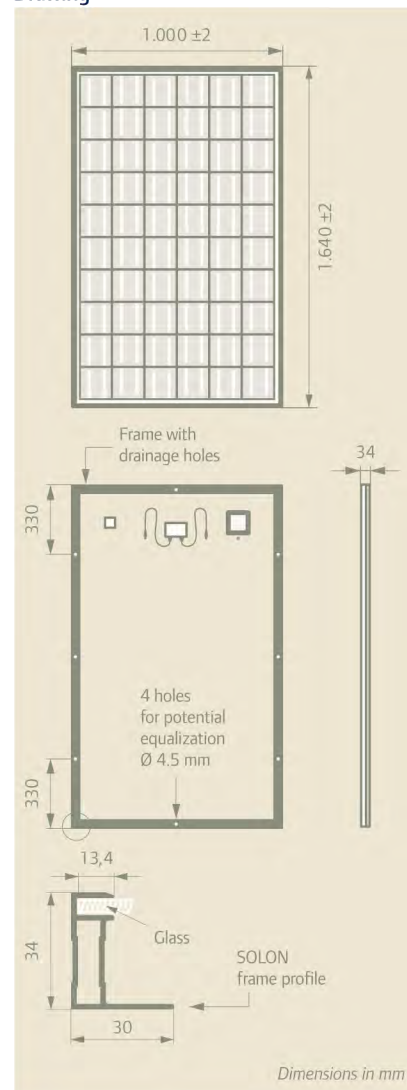 1.000 ±2
1.640 ±2
Frame with
drainage holes
34
330
4 holes
for potential
equalization
Ø 4.5 mm
330
13,4
Glass
34
SOLON
frame profile
30
Dimensions in mm